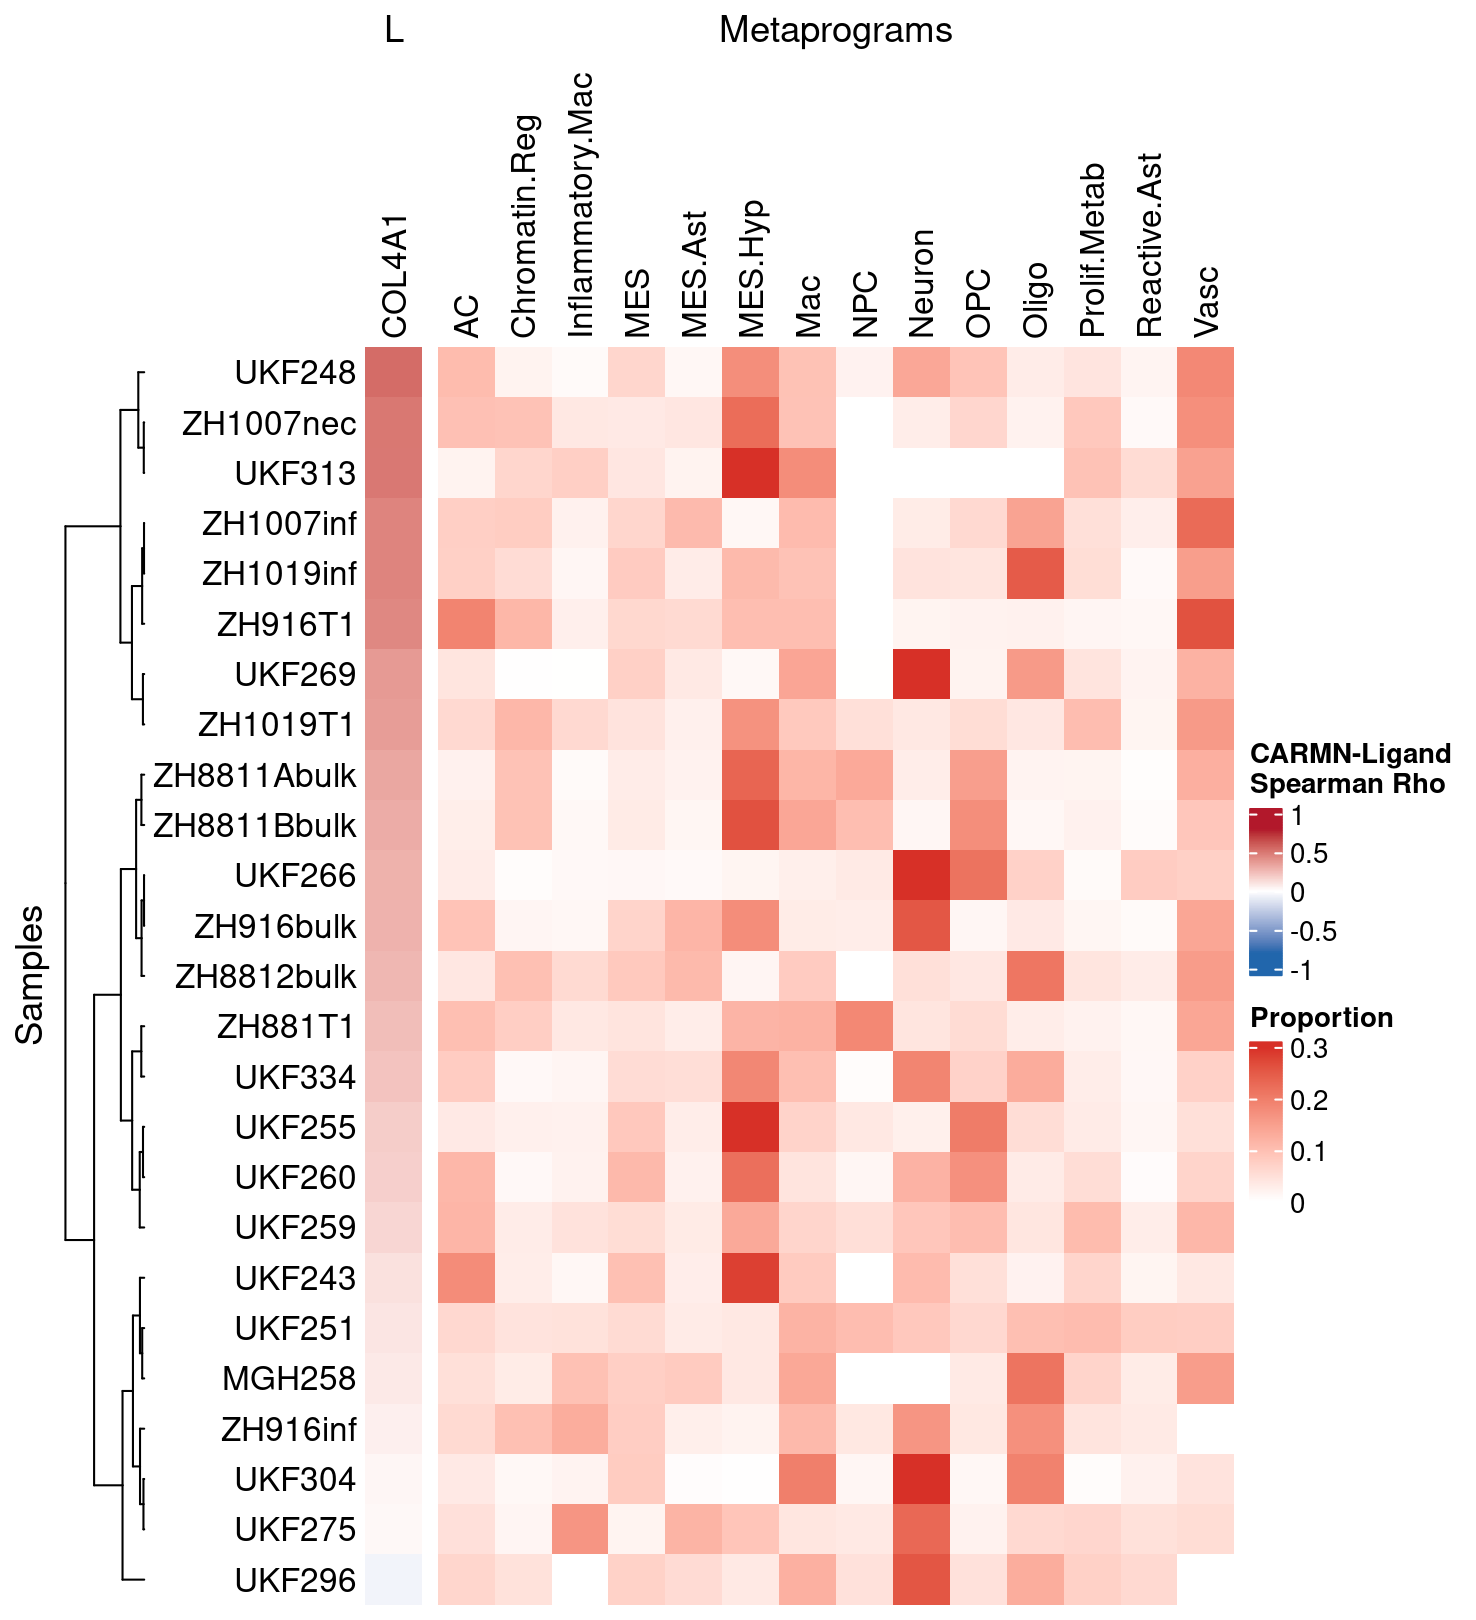 L
Metaprograms
COL4A1
AC
Chromatin.Reg
Inflammatory.Mac
MES
MES.Ast
MES.Hyp
Mac
NPC
Neuron
OPC
Oligo
Prolif.Metab
Reactive.Ast
Vasc
Samples
UKF248
ZH1007nec
UKF313
ZH1007inf
ZH1019inf
ZH916T1
UKF269
ZH1019T1
ZH8811Abulk
ZH8811Bbulk
UKF266
ZH916bulk
ZH8812bulk
ZH881T1
UKF334
UKF255
UKF260
UKF259
UKF243
UKF251
MGH258
ZH916inf
UKF304
UKF275
UKF296
CARMN-Ligand
Spearman Rho
1
0.5
0
-0.5
-1
Proportion
0.3
0.2
0.1
0